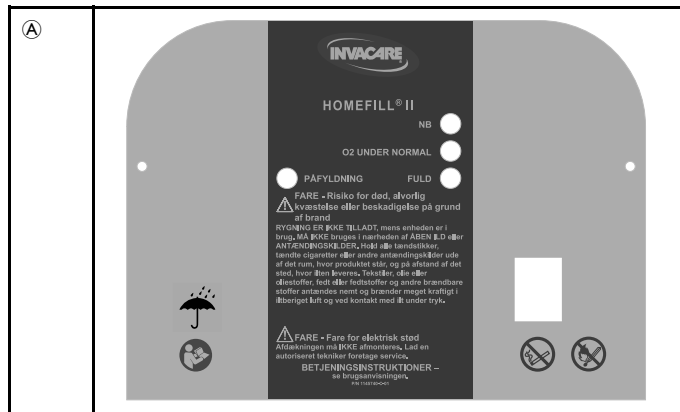 Ⓐ
INVACARE
HOMEFILL® II
NB
O2 UNDER NORMAL
PÅFYLDNING FULD
FARE - Risiko for død, alvorlig
kvæstelse eller beskadigelse på grund
af brand
RYGNING ER IKKE TILLADT, mens enheden er i
brug. MÅ IKKE bruges i nærheden af ÅBEN ILD eller
ANTÆNDINGSKILDER. Hold alle tændstikker,
tændte cigaretter eller andre antændingskilder ude
af det rum, hvor produktet står, og på afstand af det
sted, hvor ilten leveres. Tekstiler, olie eller
oliestoffer, fedt eller fedtstoffer og andre brændbare
stoffer antændes nemt og brænder meget kraftigt i
iltberiget luft og ved kontakt med ilt under tryk.
FARE - Fare for elektrisk stød
Afdækningen må IKKE afmonteres. Lad en
autoriseret tekniker foretage service.
BETJENINGSINSTRUKTIONER –
se brugsanvisningen.